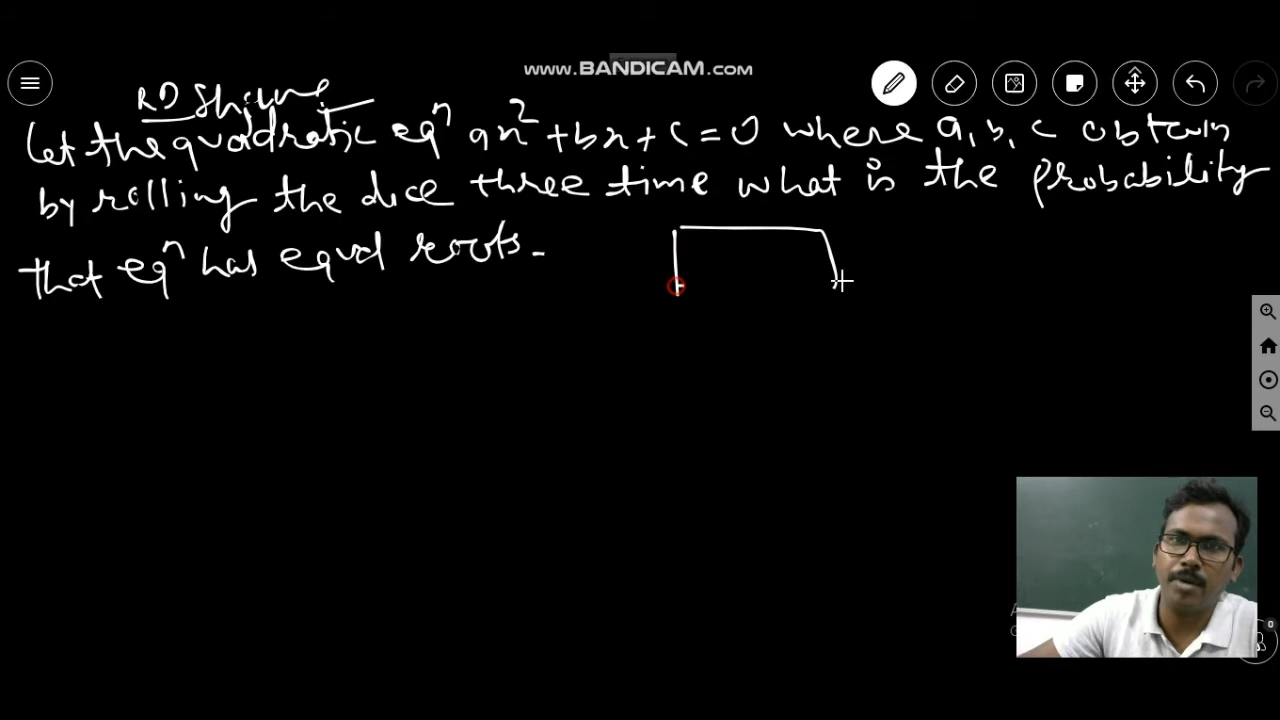 www.BANDICAM.com
RD Sharma
Let the quadratic eqⁿ ax² + bx + c = 0 where a, b, c obtain
by rolling the dice three time what is the probability
that eqⁿ has equal roots.
0